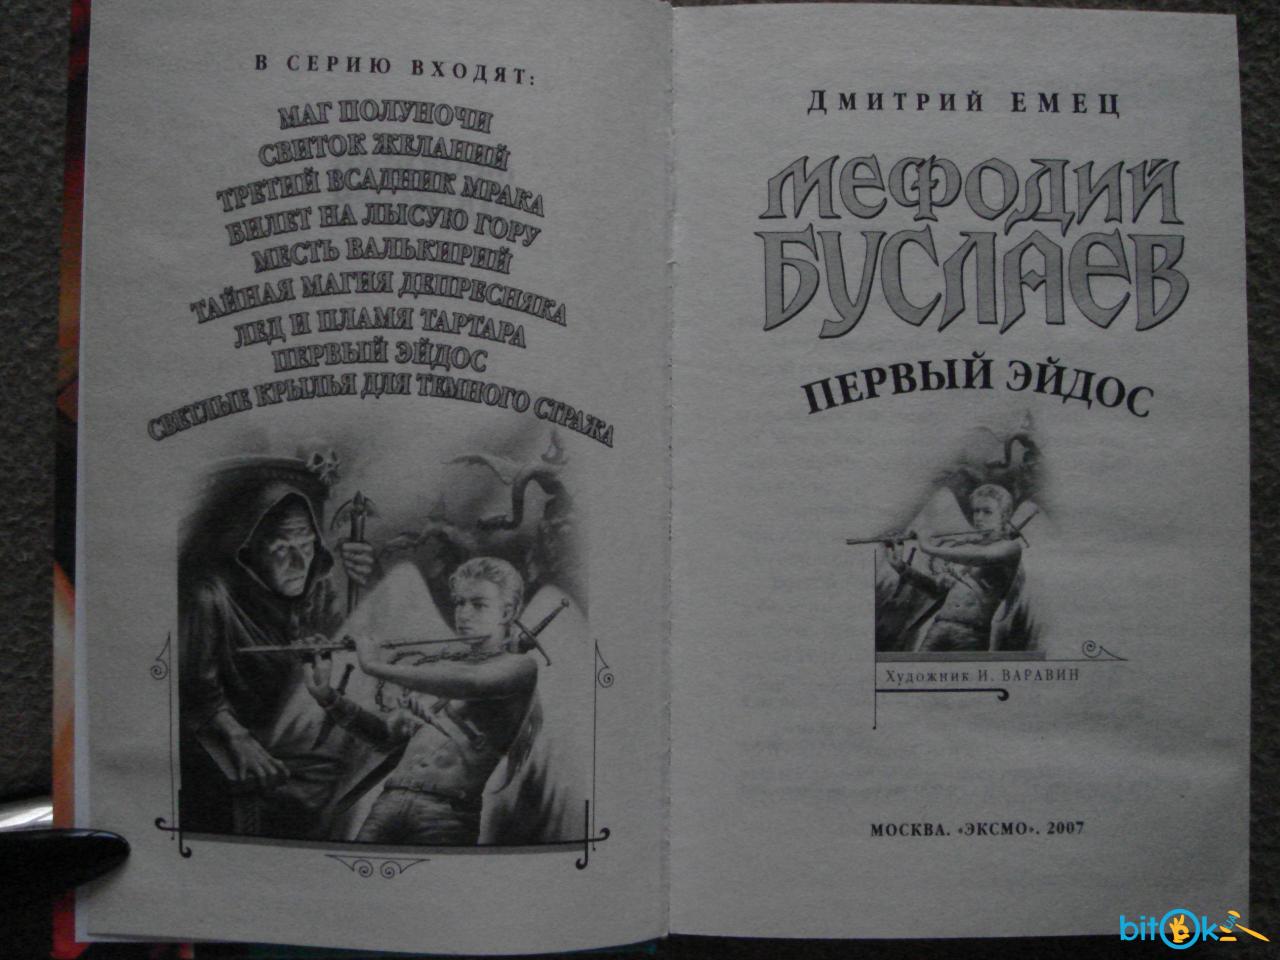 В СЕРИЮ ВХОДЯТ:
МАГ ПОЛУНОЧИ
СВИТОК ЖЕЛАНИЙ
ТРЕТИЙ ВСАДНИК МРАКА
БИЛЕТ НА ЛЫСУЮ ГОРУ
МЕСТЬ ВАЛЬКИРИЙ
ТАЙНАЯ МАГИЯ ДЕПРЕСНЯКА
ЛЕД И ПЛАМЯ ТАРТАРА
ПЕРВЫЙ ЭЙДОС
СВЕТЛЫЕ КРЫЛЬЯ ДЛЯ ТЕМНОГО СТРАЖА
ДМИТРИЙ ЕМЕЦ
МЕФОДИЙ
БУСЛАЕВ
ПЕРВЫЙ ЭЙДОС
Художник И. ВАРАВИН
МОСКВА. «ЭКСМО». 2007
bitOk